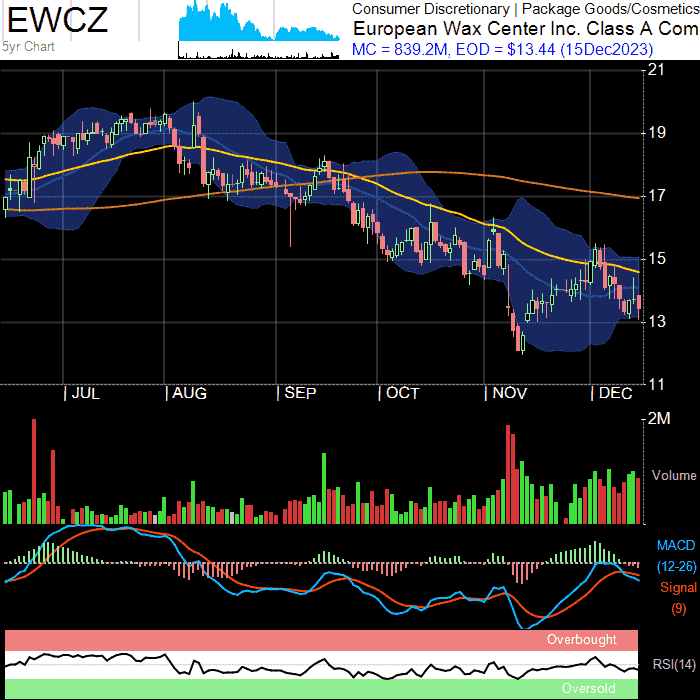 EWCZ
5yr Chart
Consumer Discretionary | Package Goods/Cosmetics
European Wax Center Inc. Class A Com
MC = 839.2M, EOD = $13.44 (15Dec2023)
21
19
17
15
13
11
| JUL | AUG | SEP | OCT | NOV | DEC
2M
Volume
MACD
(12-26)
Signal
(9)
Overbought
RSI(14)
Oversold